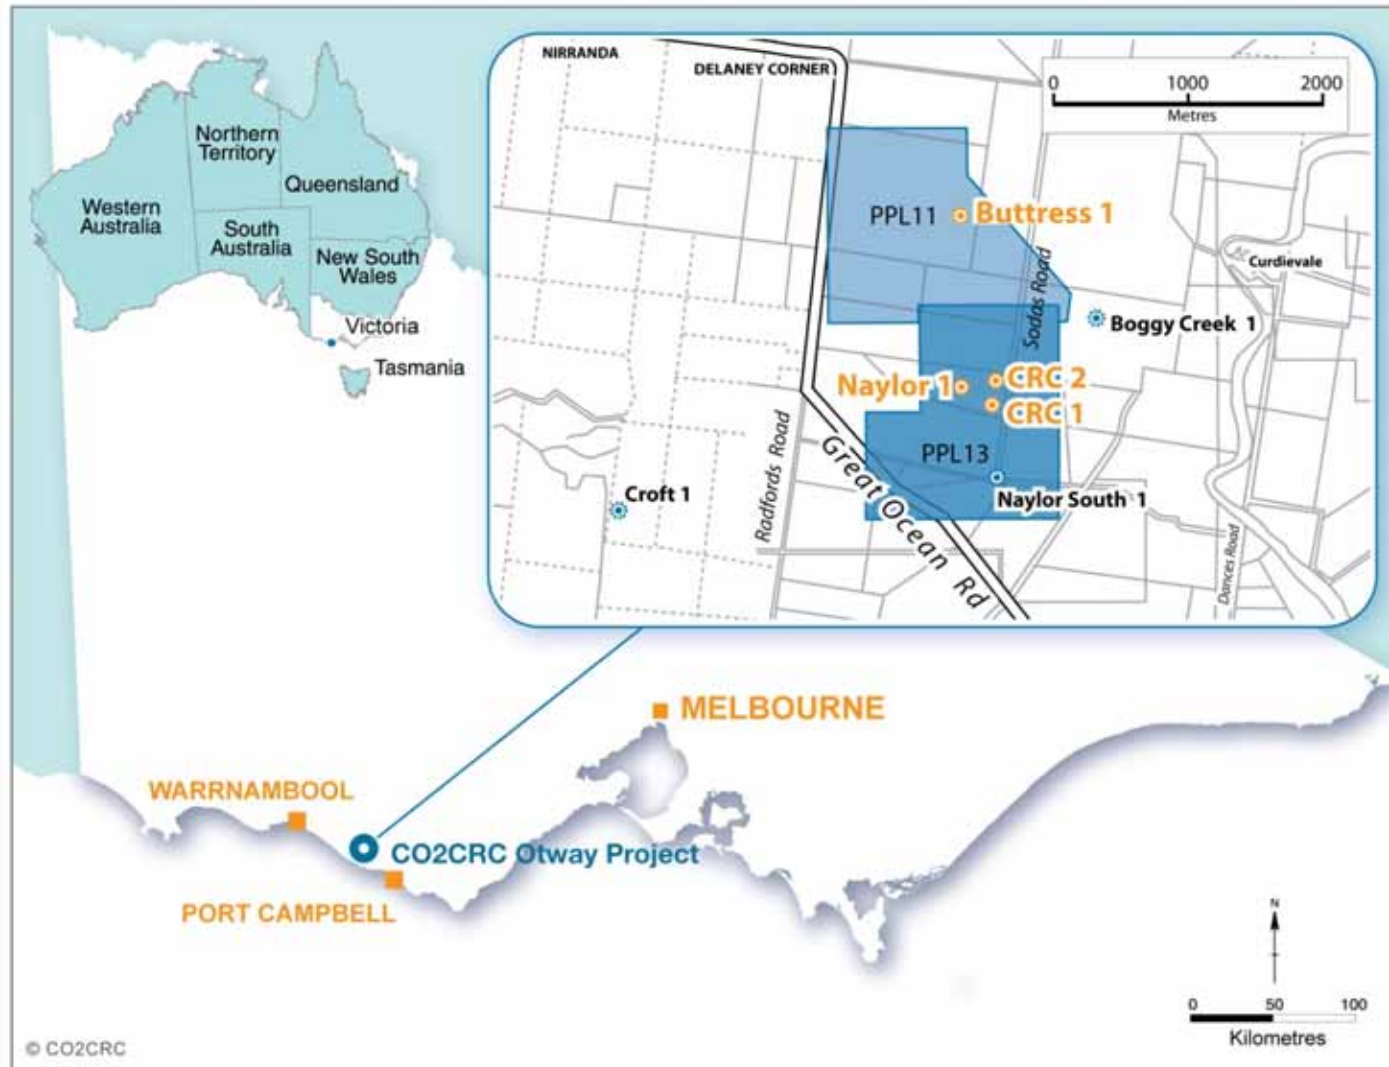 NIRRANDA
DELANEY CORNER
0 1000 2000
Metres
Northern
Territory
Queensland
Western
Australia
South
Australia
New South
Wales
Victoria
Tasmania
PPL11
Buttress 1
Sodas Road
Curdievale
Boggy Creek 1
Naylor 1
CRC 2
CRC 1
PPL13
Great Ocean Rd
Radfords Road
Croft 1
Naylor South 1
Dances Road
MELBOURNE
WARRNAMBOOL
CO2CRC Otway Project
PORT CAMPBELL
N
0 50 100
Kilometres
© CO2CRC